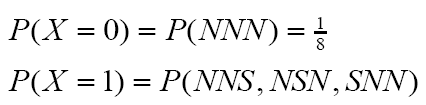 P(X = 0) = P(NNN) = 1/8
P(X = 1) = P(NNS, NSN, SNN)